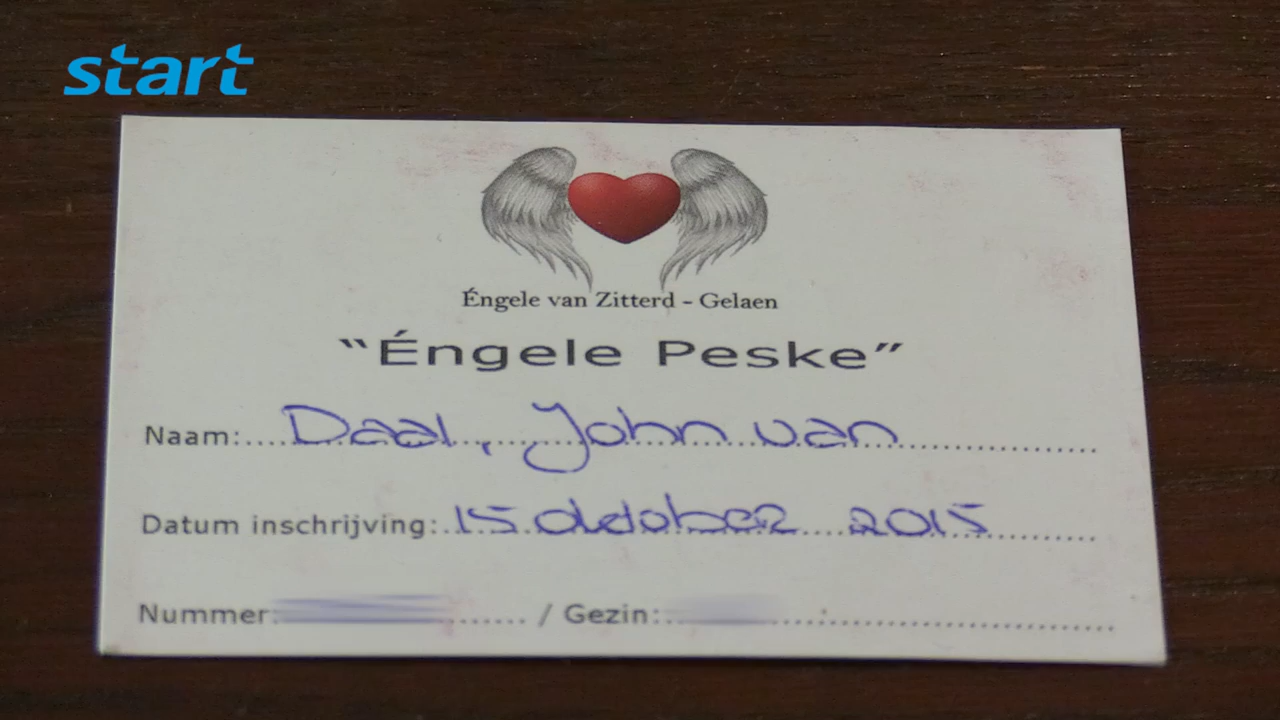 start
Éngele van Zitterd - Gelaen
“Éngele Peske”
Naam: Daal, John van
Datum inschrijving: 15 oktober 2015
Nummer: / Gezin: